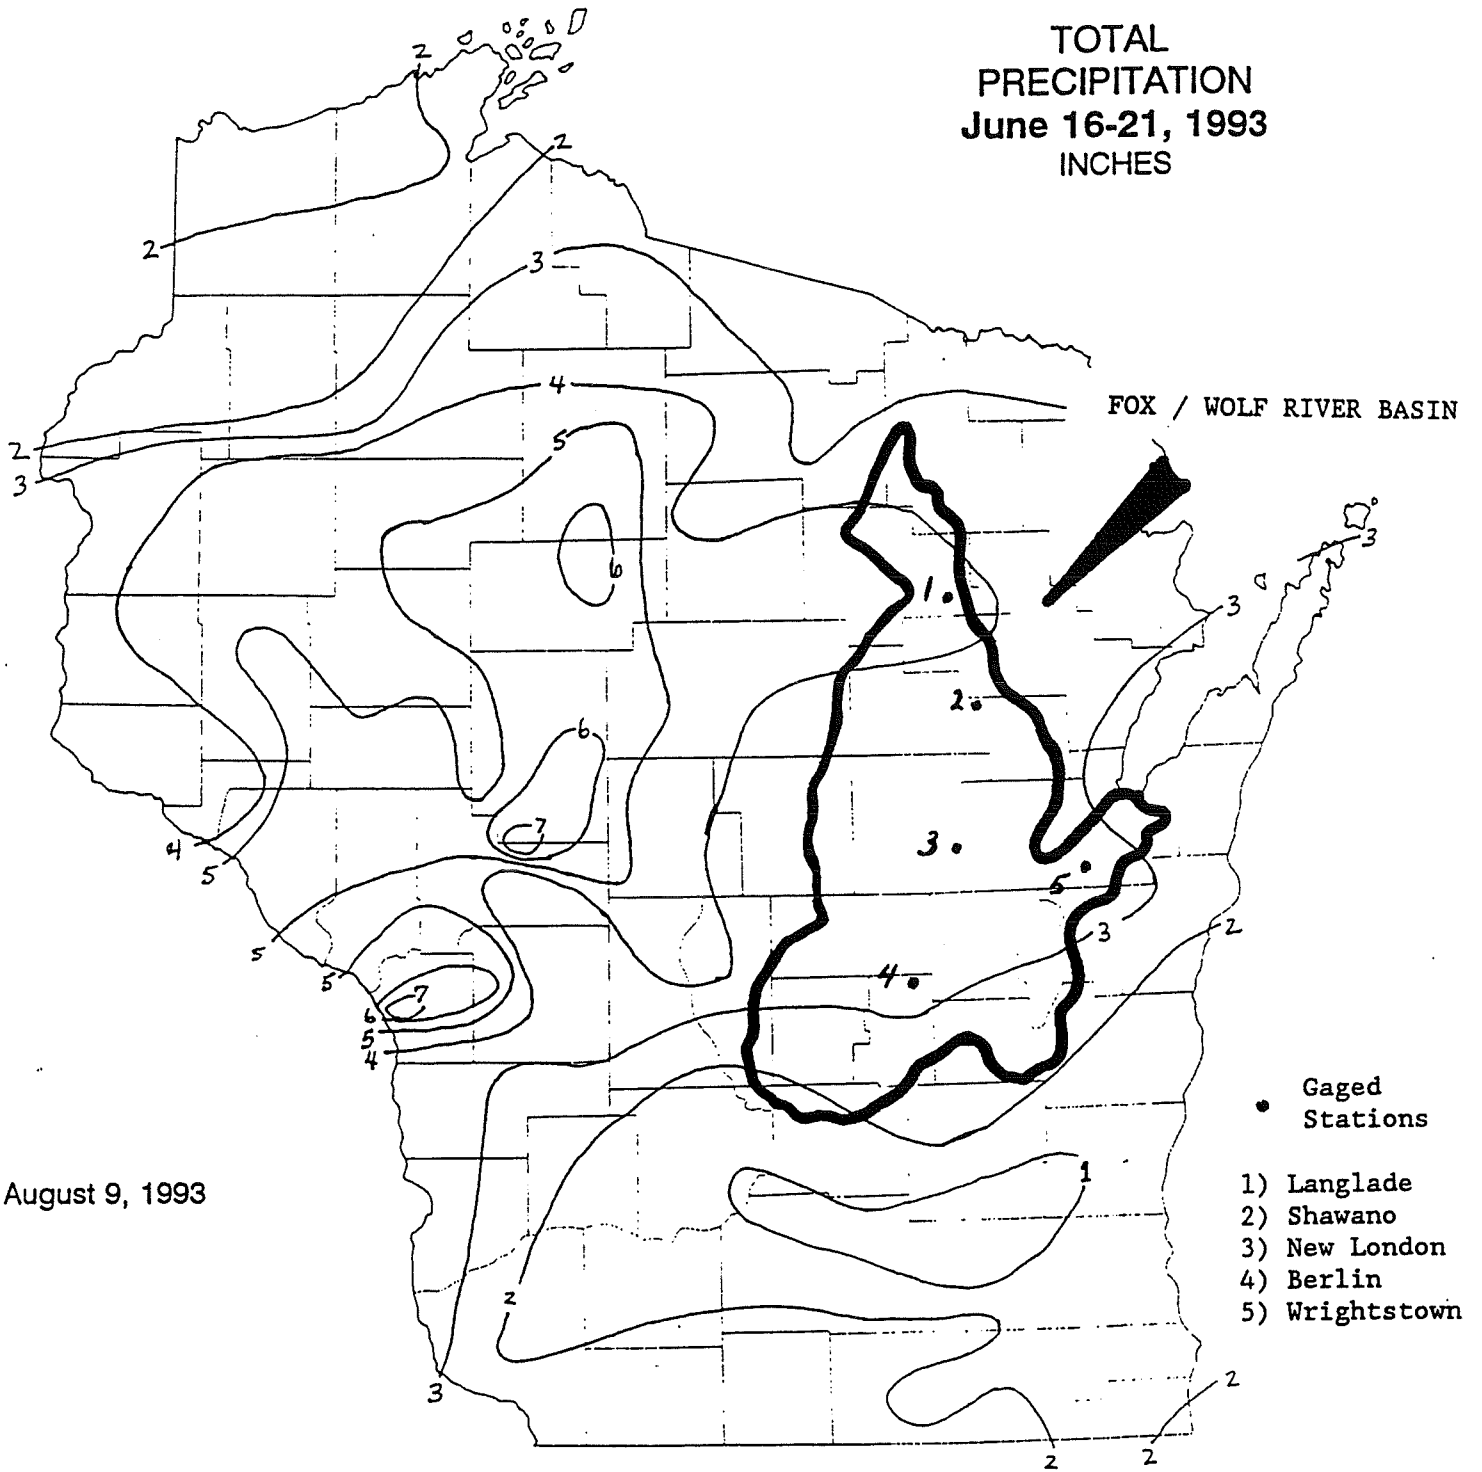 TOTAL
PRECIPITATION
June 16-21, 1993
INCHES
2
2
2
3
4
FOX / WOLF RIVER BASIN
5
2
3
3
6
1
3
2
6
7
4
3
5
5
5
3
2
4
5
7
6
5
4
Gaged
Stations
1
August 9, 1993
1) Langlade
2) Shawano
3) New London
4) Berlin
5) Wrightstown
2
3
2
2
2